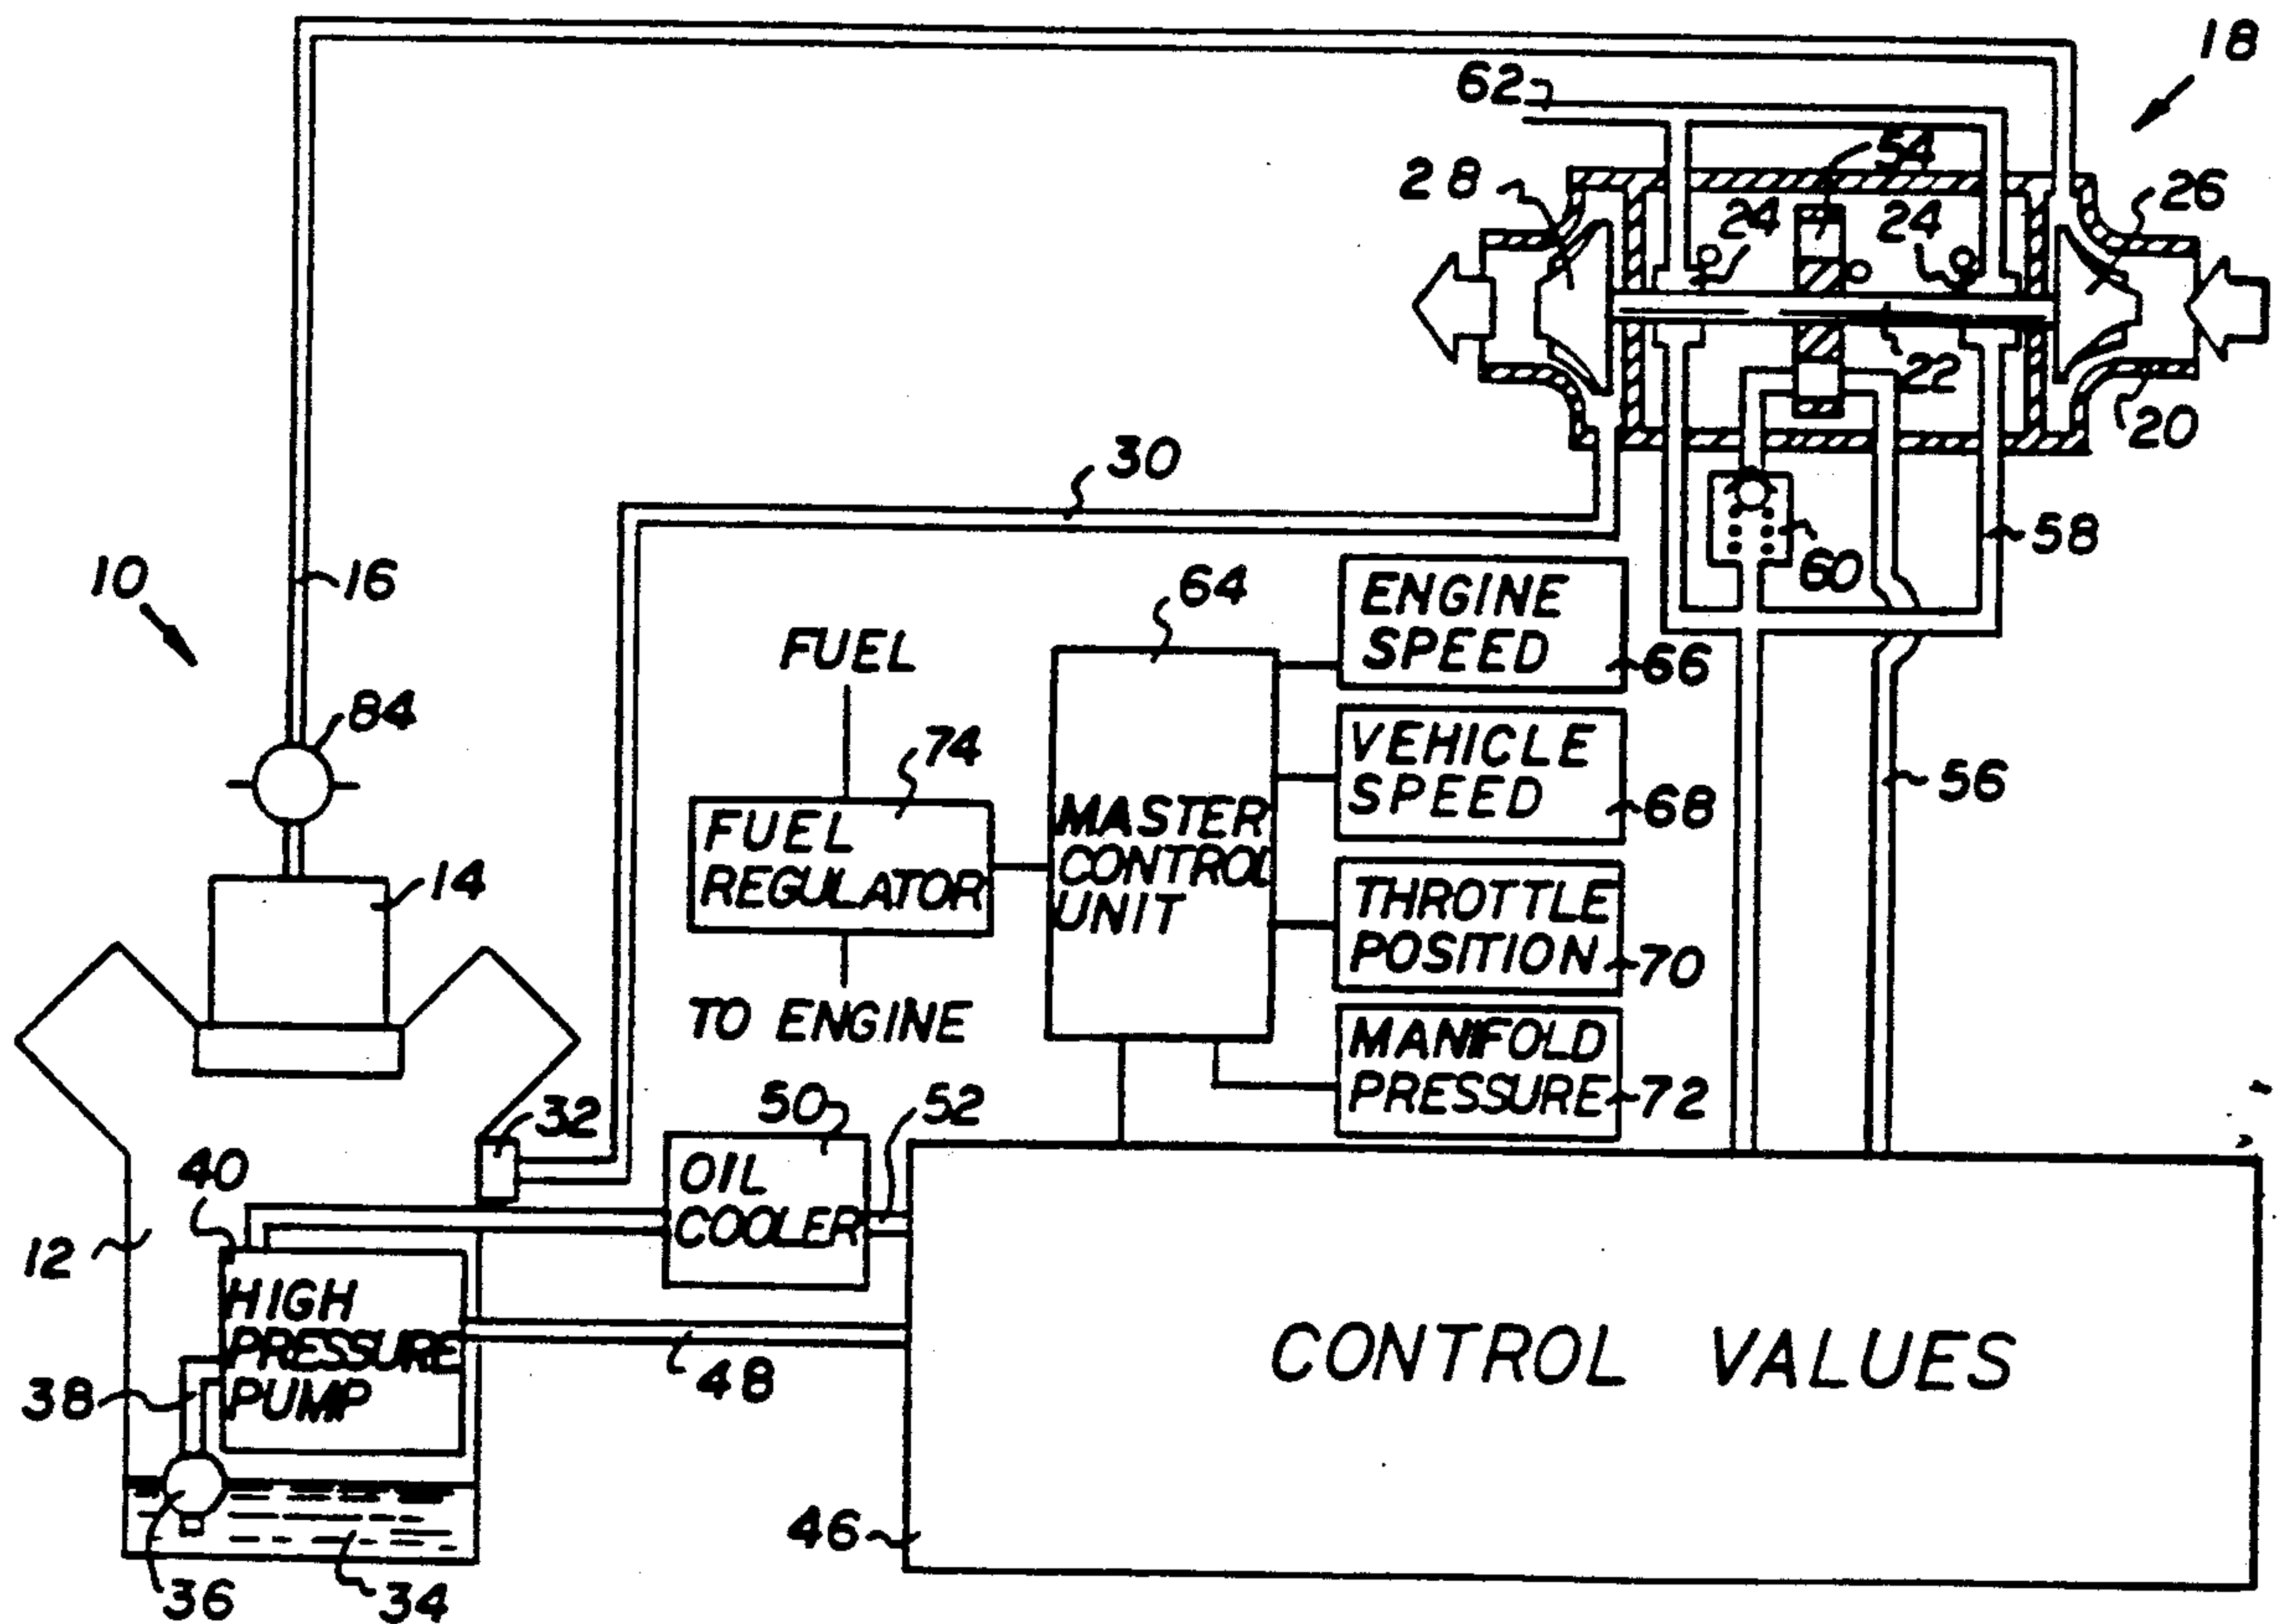 18
62
54
28
26
24
24
22
20
30
58
60
10
16
64
ENGINE
SPEED
66
FUEL
84
VEHICLE
SPEED
68
74
56
FUEL
REGULATOR
MASTER
CONTROL
UNIT
14
THROTTLE
POSITION
70
TO ENGINE
MANIFOLD
PRESSURE
72
50
52
32
40
OIL
COOLER
12
HIGH
PRESSURE
PUMP
38
48
CONTROL VALUES
46
36
34